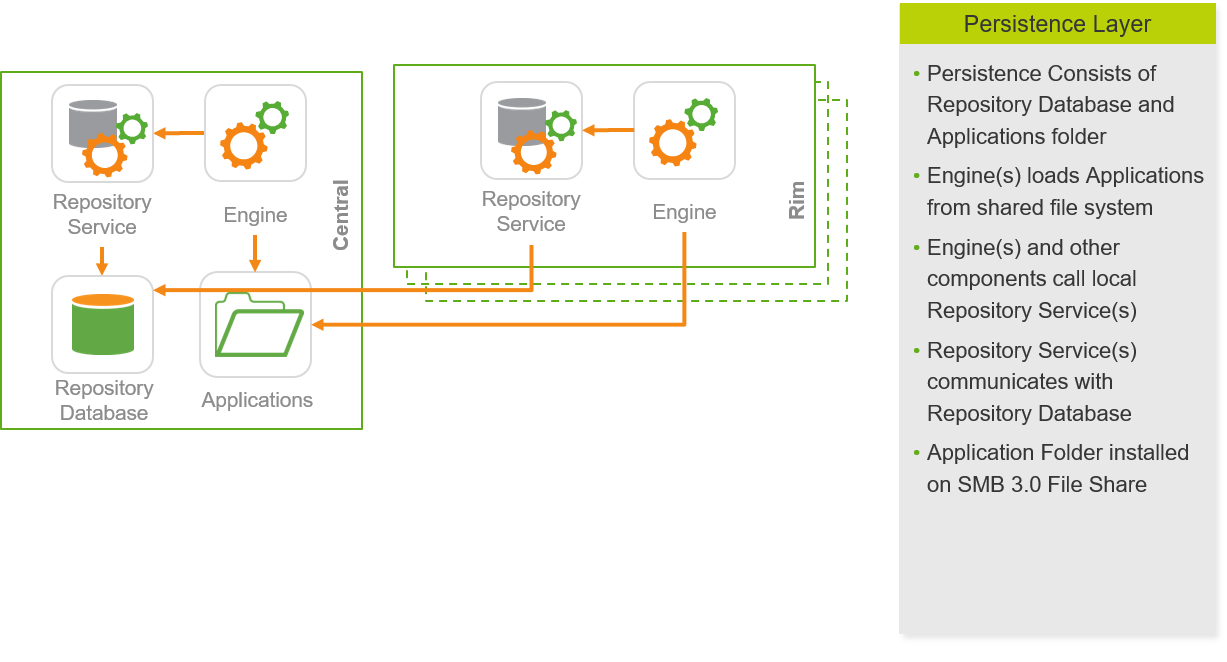 Repository
Service
Engine
Central
Repository
Database
Applications
Repository
Service
Engine
Rim
Persistence Layer
• Persistence Consists of
Repository Database and
Applications folder
• Engine(s) loads Applications
from shared file system
• Engine(s) and other
components call local
Repository Service(s)
• Repository Service(s)
communicates with
Repository Database
• Application Folder installed
on SMB 3.0 File Share